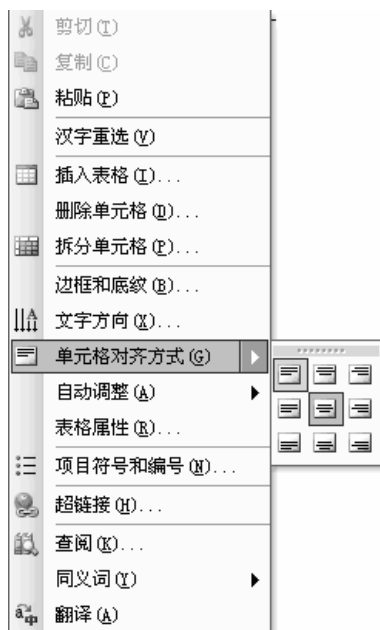 剪切(T)
复制(C)
粘贴(P)
汉字重选(V)
插入表格(I)...
删除单元格(D)...
拆分单元格(P)...
边框和底纹(B)...
文字方向(X)...
单元格对齐方式(G)
自动调整(A)
表格属性(R)...
项目符号和编号(N)...
超链接(H)...
查阅(K)...
同义词(Y)
翻译(A)